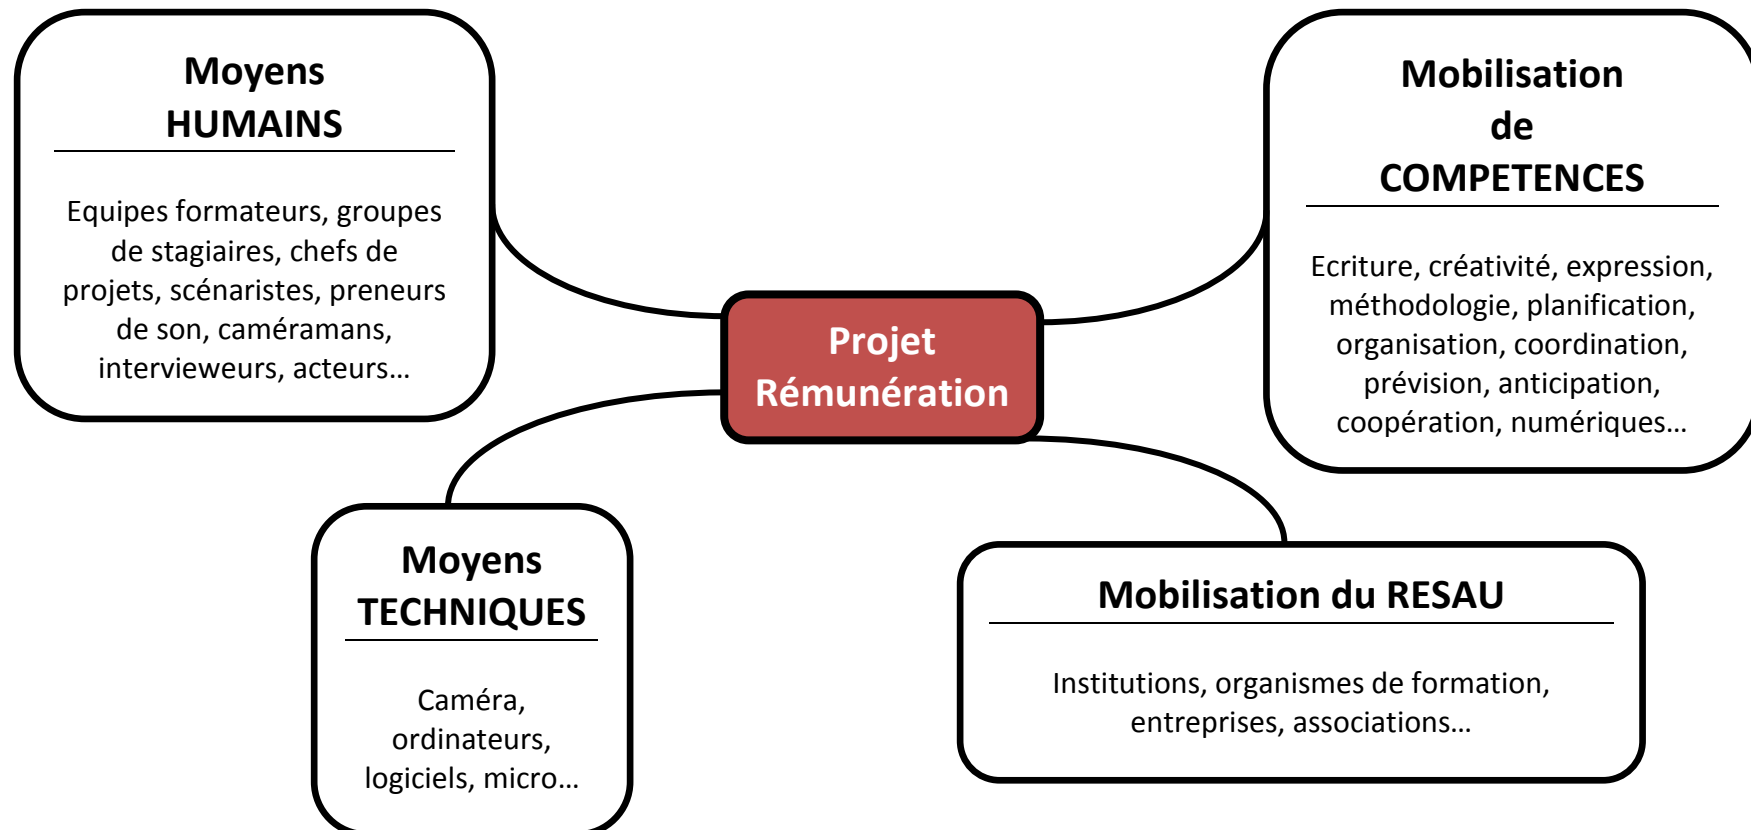 Moyens
HUMAINS
Equipes formateurs, groupes
de stagiaires, chefs de
projets, scénaristes, preneurs
de son, caméramans,
intervieweurs, acteurs…
Mobilisation
de
COMPETENCES
Ecriture, créativité, expression,
méthodologie, planification,
organisation, coordination,
prévision, anticipation,
coopération, numériques…
Projet
Rémunération
Moyens
TECHNIQUES
Caméra,
ordinateurs,
logiciels, micro…
Mobilisation du RESAU
Institutions, organismes de formation,
entreprises, associations…